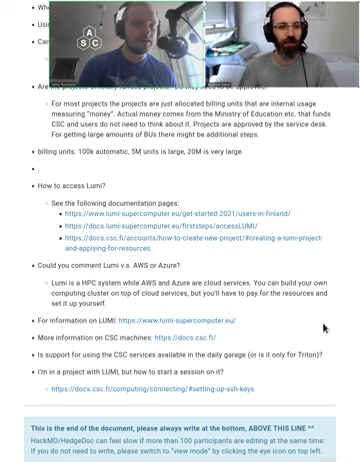 Whe
Usi
Can
A
S C
Are the projects
For most projects the projects are just allocated billing units that are internal usage
measuring "money". Actual money comes from the Ministry of Education etc. that funds
CSC and users do not need to think about it. Projects are approved by the service desk.
For getting large amounts of BUs there might be additional steps.
billing units: 100k automatic, 5M units is large, 20M is very large.
.
How to access Lumi?
See the following documentation pages:
https://www.lumi-supercomputer.eu/get-started-2021/users-in-finland/
https://docs.lumi-supercomputer.eu/firststeps/accessLUMI/
https://docs.csc.fi/accounts/how-to-create-new-project/#creating-a-lumi-project-
and-applying-for-resources
Could you comment Lumi v.s. AWS or Azure?
Lumi is a HPC system while AWS and Azure are cloud services. You can build your own
computing cluster on top of cloud services, but you'll have to pay for the resources and
set it up yourself.
For information on LUMI: https://www.lumi-supercomputer.eu/
More information on CSC machines: https://docs.csc.fi/
Is support for using the CSC services available in the daily garage (or is it only for Triton)?
I'm in a project with LUMI, but how to start a session on it?
https://docs.csc.fi/computing/connecting/#setting-up-ssh-keys
This is the end of the document, please always write at the bottom, ABOVE THIS LINE ^^
HackMD/HedgeDoc can feel slow if more than 100 participants are editing at the same time:
If you do not need to write, please switch to "view mode" by clicking the eye icon on top left.